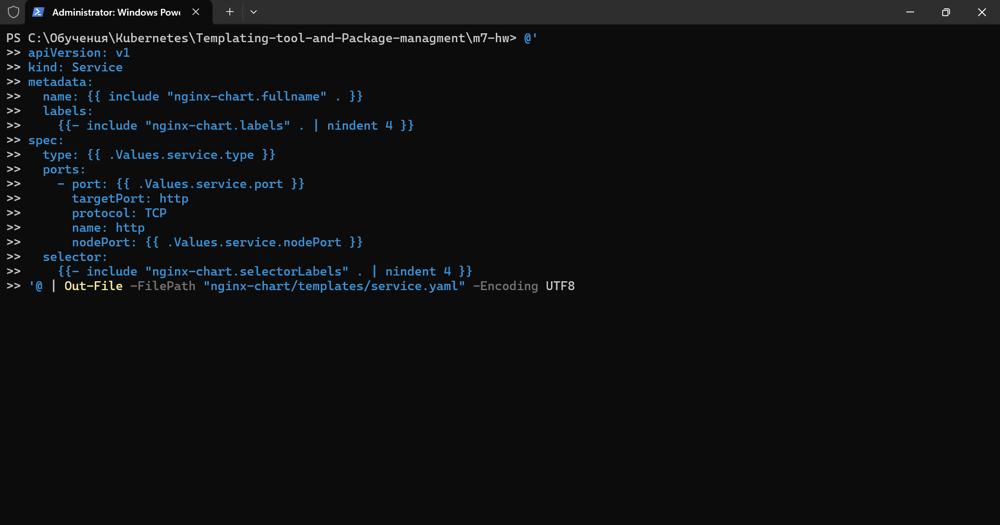 Administrator: Windows Pow
PS C:\Обучения\Kubernetes\Templating-tool-and-Package-managment\m7-hw> @'
>> apiVersion: v1
>> kind: Service
>> metadata:
>>   name: {{ include "nginx-chart.fullname" . }}
>>   labels:
>>     {{- include "nginx-chart.labels" . | nindent 4 }}
>> spec:
>>   type: {{ .Values.service.type }}
>>   ports:
>>     - port: {{ .Values.service.port }}
>>       targetPort: http
>>       protocol: TCP
>>       name: http
>>       nodePort: {{ .Values.service.nodePort }}
>>   selector:
>>     {{- include "nginx-chart.selectorLabels" . | nindent 4 }}
>> '@ | Out-File -FilePath "nginx-chart/templates/service.yaml" -Encoding UTF8